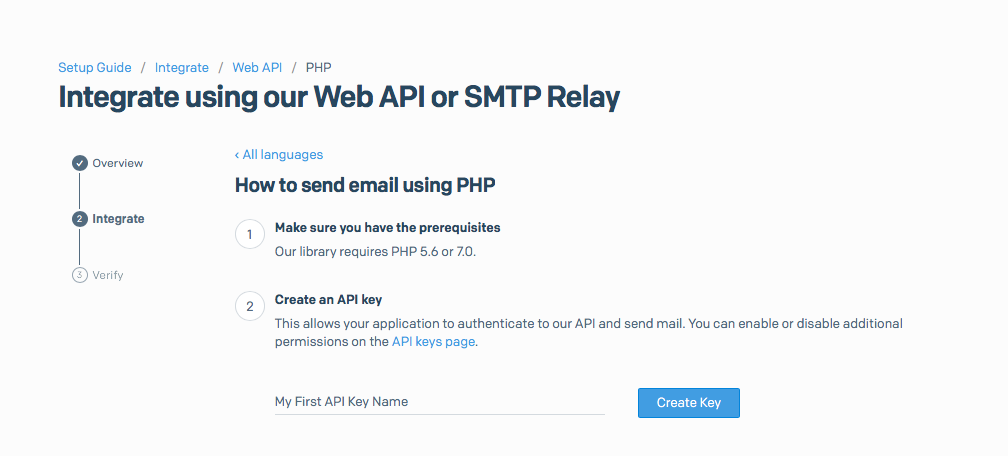 Setup Guide / Integrate / Web API / PHP
Integrate using our Web API or SMTP Relay
Overview
2 Integrate
3 Verify
‹ All languages
How to send email using PHP
1 Make sure you have the prerequisites
Our library requires PHP 5.6 or 7.0.
2 Create an API key
This allows your application to authenticate to our API and send mail. You can enable or disable additional
permissions on the API keys page.
My First API Key Name
Create Key